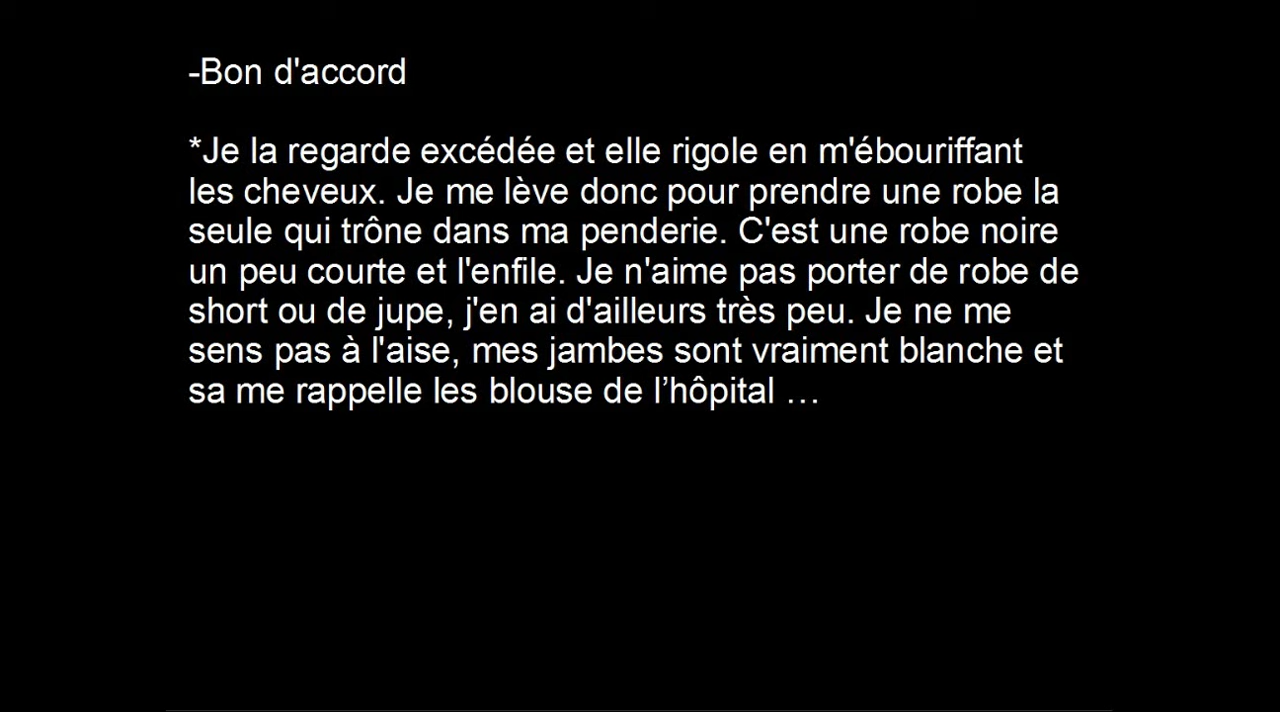 -Bon d'accord
*Je la regarde excédée et elle rigole en m'ébouriffant
les cheveux. Je me lève donc pour prendre une robe la
seule qui trône dans ma penderie. C'est une robe noire
un peu courte et l'enfile. Je n'aime pas porter de robe de
short ou de jupe, j'en ai d'ailleurs très peu. Je ne me
sens pas à l'aise, mes jambes sont vraiment blanche et
sa me rappelle les blouse de l’hôpital …